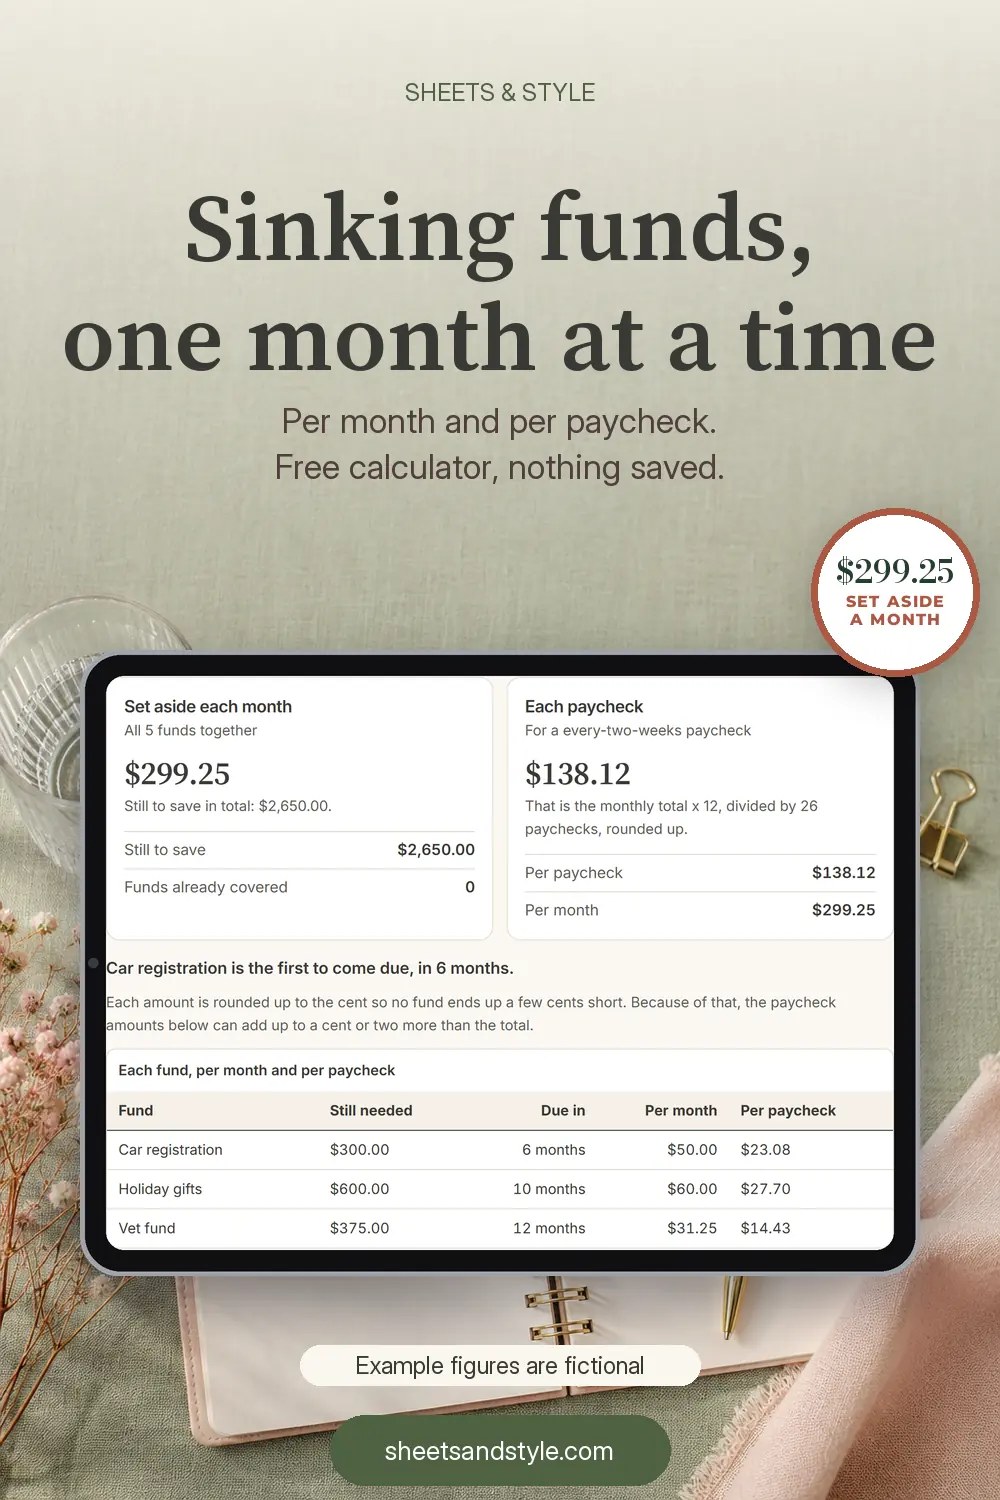 SHEETS & STYLE
Sinking funds,
one month at a time
Per month and per paycheck.
Free calculator, nothing saved.
$299.25
SET ASIDE
A MONTH
Set aside each month
All 5 funds together
$299.25
Still to save in total: $2,650.00.
Still to save $2,650.00
Funds already covered 0
Each paycheck
For a every-two-weeks paycheck
$138.12
That is the monthly total x 12, divided by 26
paychecks, rounded up.
Per paycheck $138.12
Per month $299.25
Car registration is the first to come due, in 6 months.
Each amount is rounded up to the cent so no fund ends up a few cents short. Because of that, the paycheck
amounts below can add up to a cent or two more than the total.
Each fund, per month and per paycheck
Fund Still needed Due in Per month Per paycheck
Car registration $300.00 6 months $50.00 $23.08
Holiday gifts $600.00 10 months $60.00 $27.70
Vet fund $375.00 12 months $31.25 $14.43
Example figures are fictional
sheetsandstyle.com